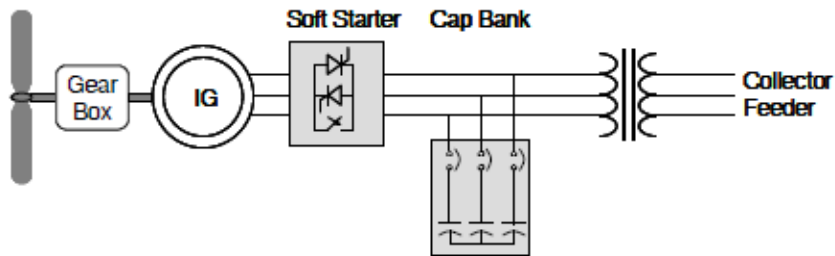 Soft Starter
Cap Bank
Gear
Box
IG
Collector
Feeder